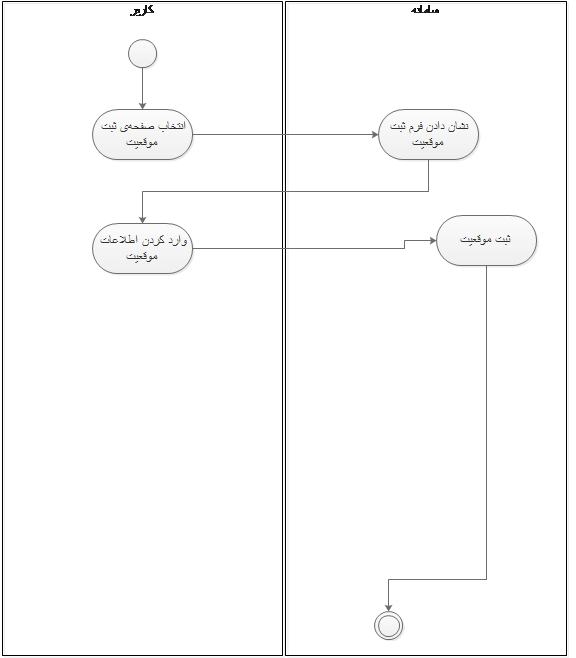 کاربر
سامانه
انتخاب صفحه‌ی ثبت
موقعیت
نشان دادن فرم ثبت
موقعیت
وارد کردن اطلاعات
موقعیت
ثبت موقعیت